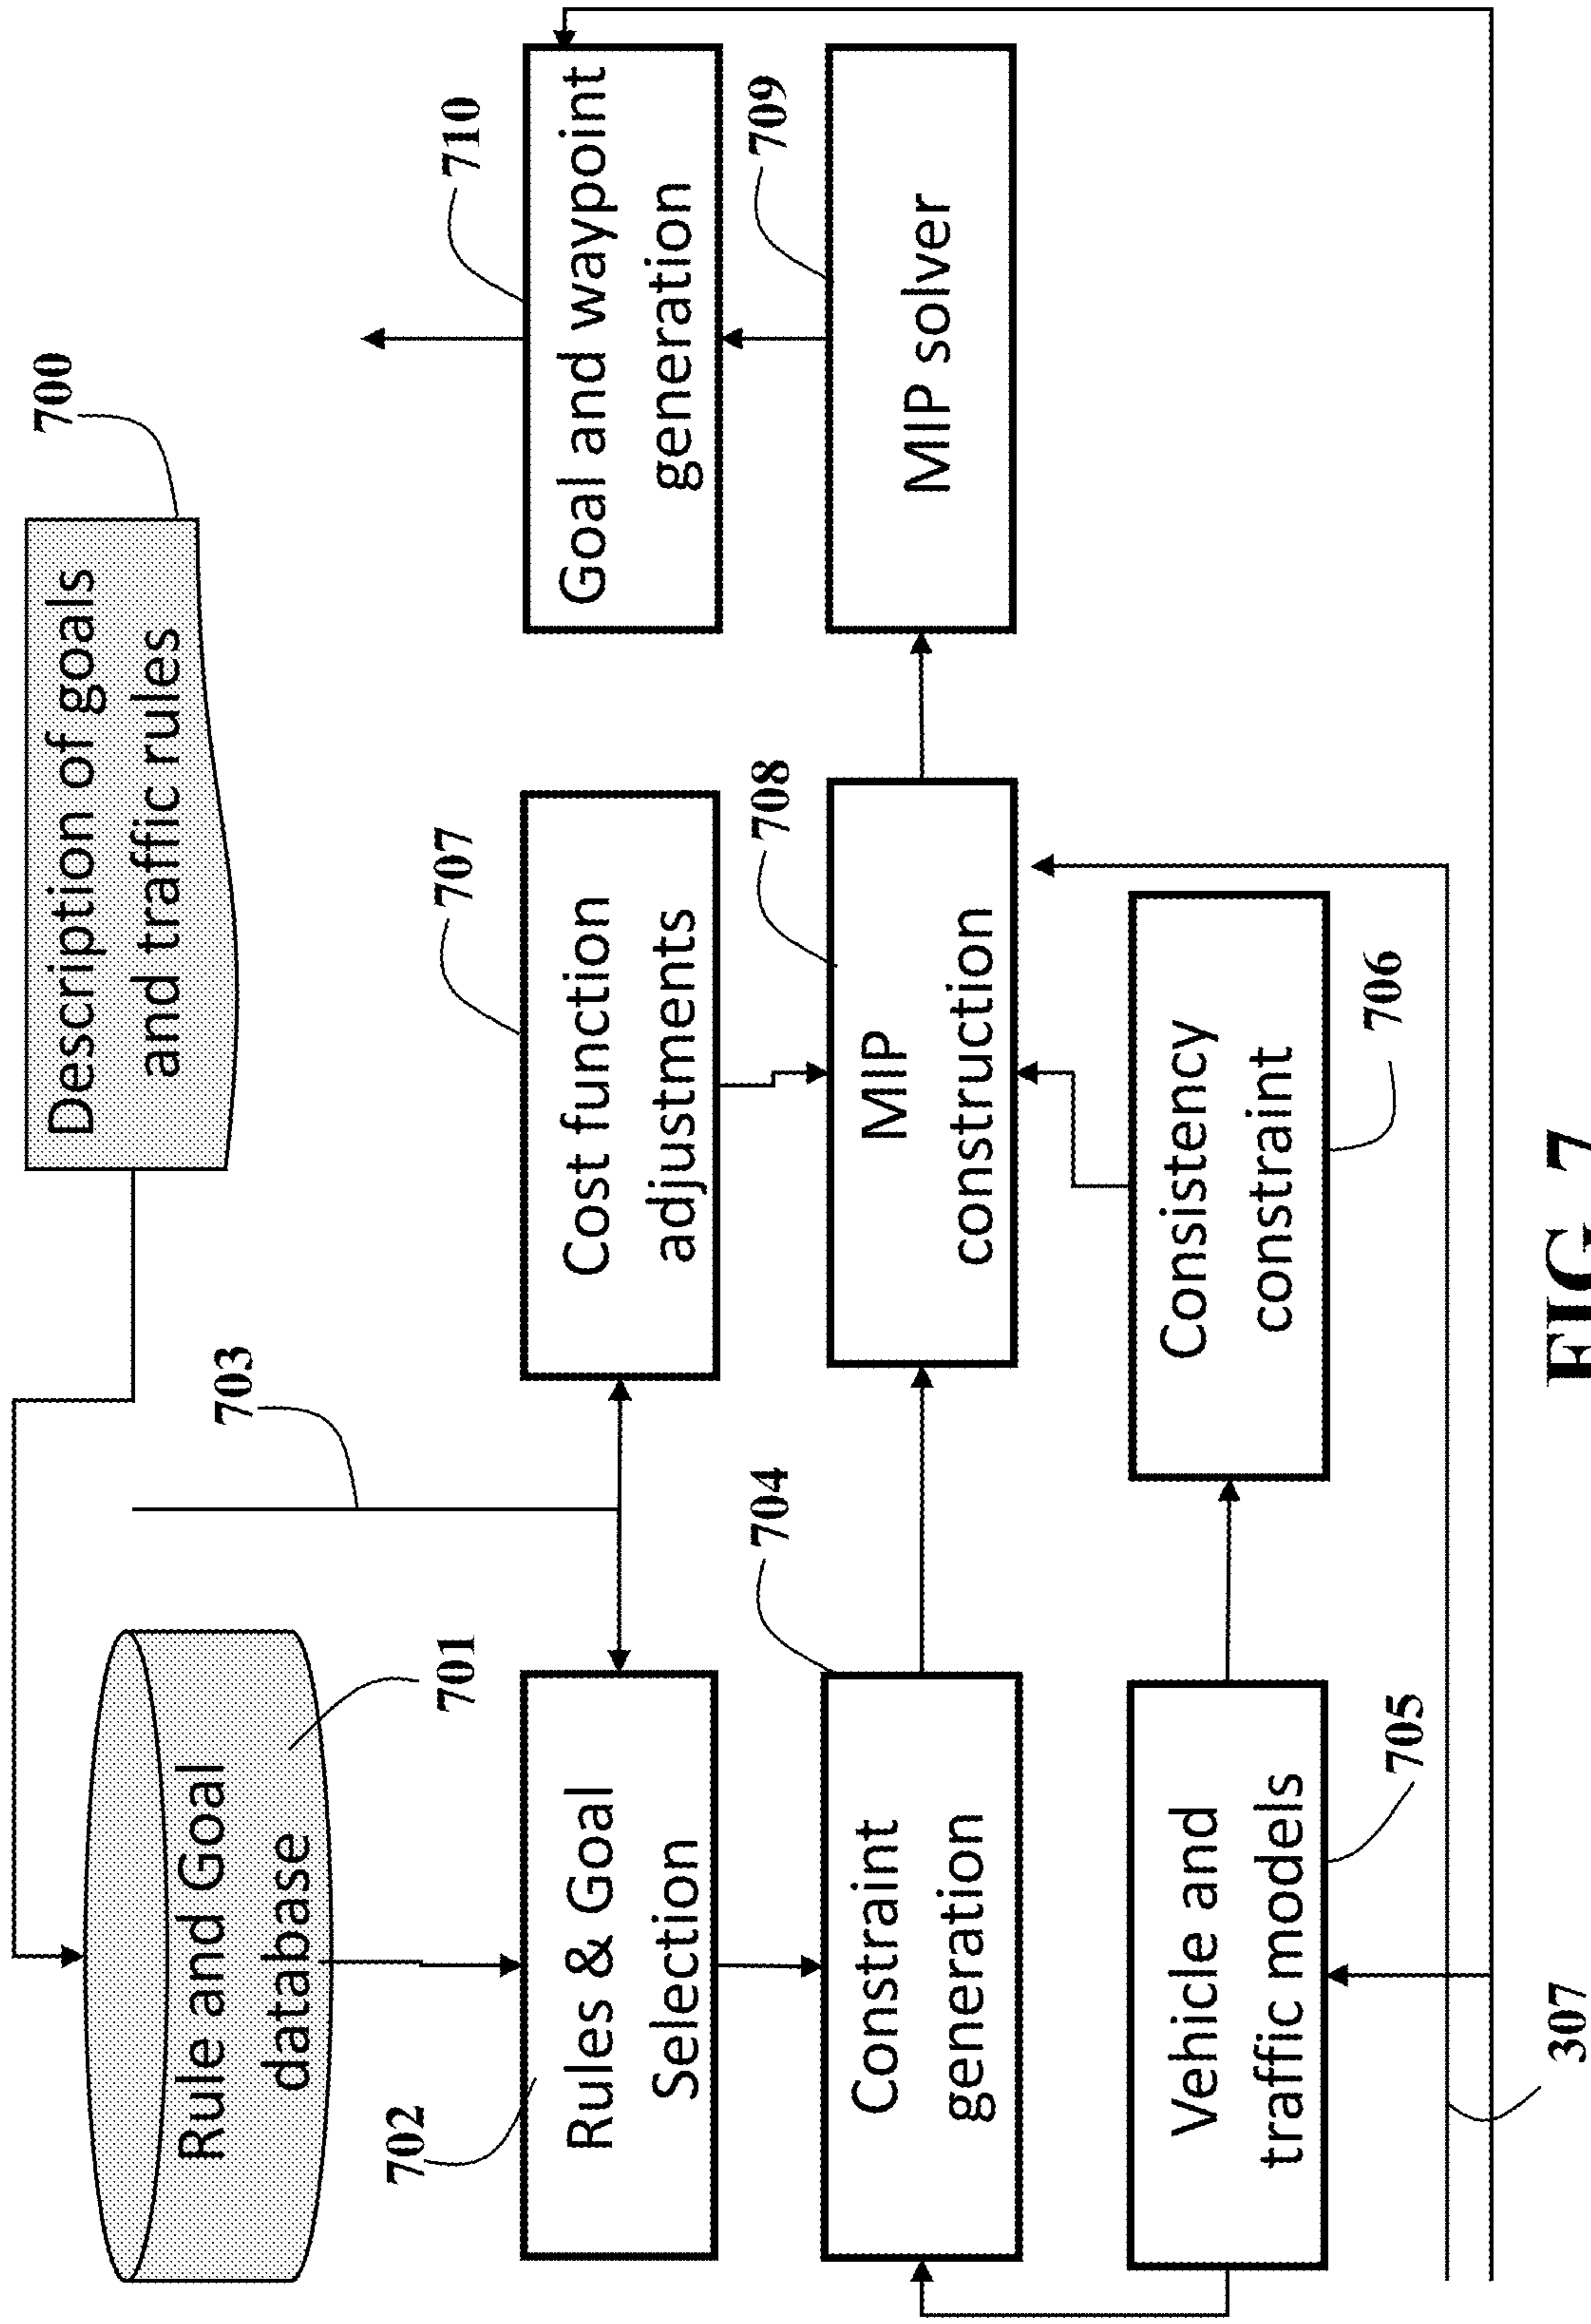 700
Description of goals
and traffic rules
Rule and Goal
database
701
703
702
Rules & Goal
Selection
707
Cost function
adjustments
710
Goal and waypoint
generation
704
Constraint
generation
708
MIP
construction
709
MIP solver
Vehicle and
traffic models
705
Consistency
constraint
706
307
FIG. 7